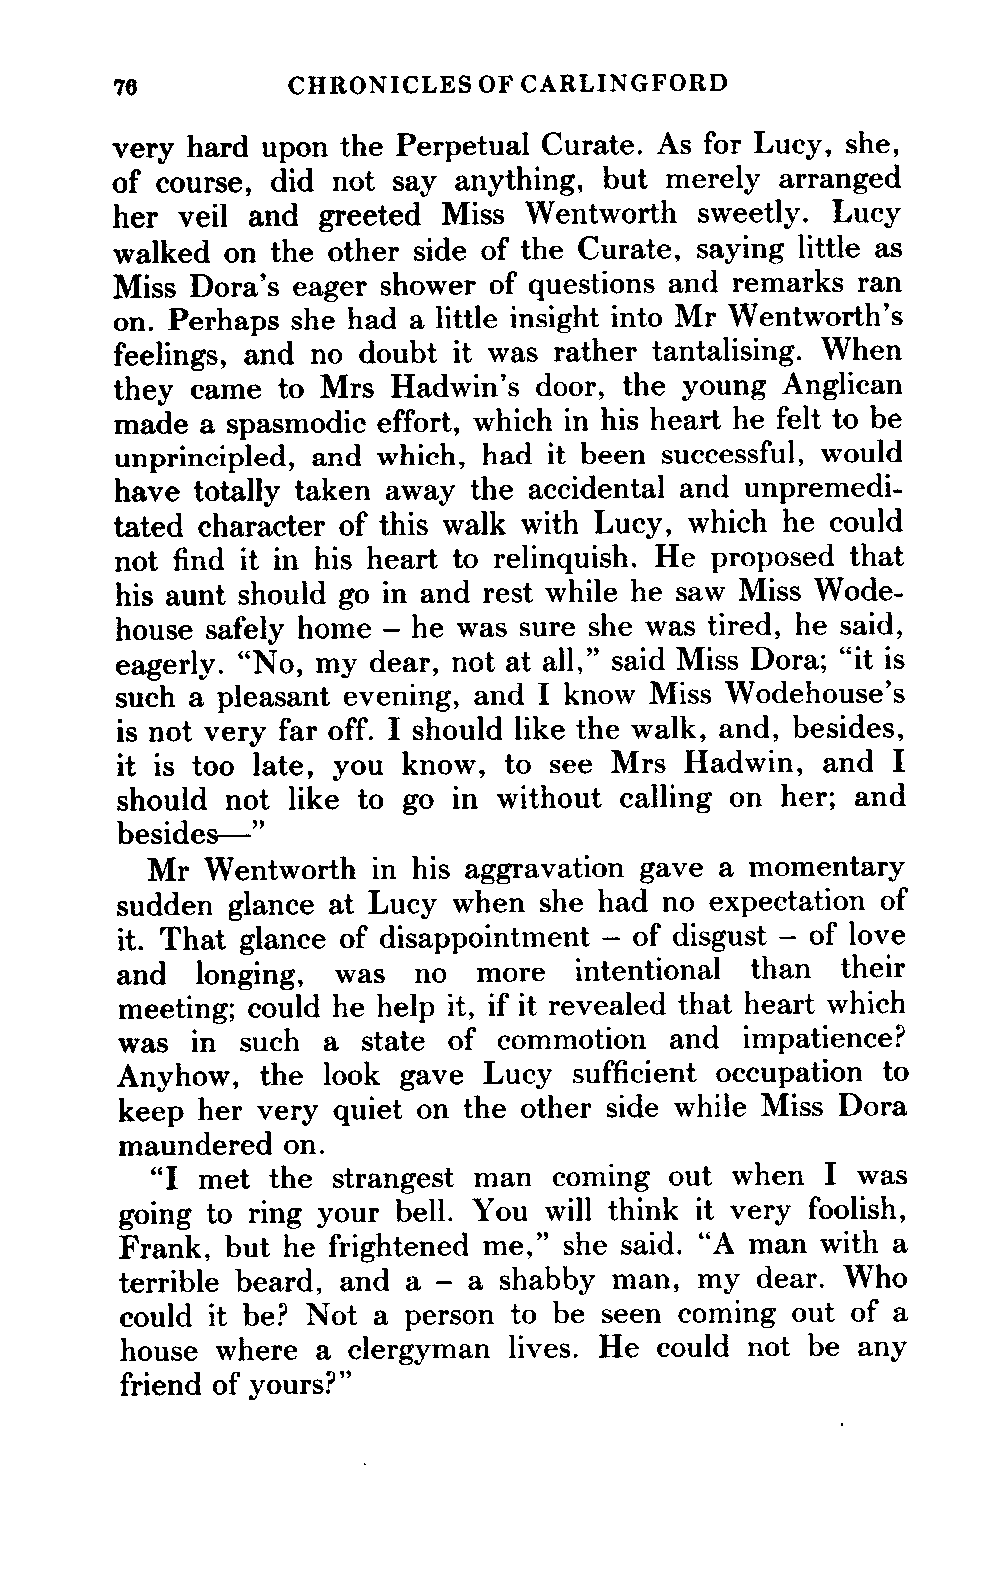 76 CHRONICLES OF CARLINGFORD
very hard upon the Perpetual Curate. As for Lucy, she,
of course, did not say anything, but merely arranged
her veil and greeted Miss Wentworth sweetly. Lucy
walked on the other side of the Curate, saying little as
Miss Dora's eager shower of questions and remarks ran
on. Perhaps she had a little insight into Mr Wentworth's
feelings, and no doubt it was rather tantalising. When
they came to Mrs Hadwin's door, the young Anglican
made a spasmodic effort, which in his heart he felt to be
unprincipled, and which, had it been successful, would
have totally taken away the accidental and unpremedi-
tated character of this walk with Lucy, which he could
not find it in his heart to relinquish. He proposed that
his aunt should go in and rest while he saw Miss Wode-
house safely home – he was sure she was tired, he said,
eagerly. “No, my dear, not at all,” said Miss Dora; “it is
such a pleasant evening, and I know Miss Wodehouse's
is not very far off. I should like the walk, and, besides,
it is too late, you know, to see Mrs Hadwin, and I
should not like to go in without calling on her; and
besides—”
Mr Wentworth in his aggravation gave a momentary
sudden glance at Lucy when she had no expectation of
it. That glance of disappointment – of disgust – of love
and longing, was no more intentional than their
meeting; could he help it, if it revealed that heart which
was in such a state of commotion and impatience?
Anyhow, the look gave Lucy sufficient occupation to
keep her very quiet on the other side while Miss Dora
maundered on.
“I met the strangest man coming out when I was
going to ring your bell. You will think it very foolish,
Frank, but he frightened me,” she said. “A man with a
terrible beard, and a – a shabby man, my dear. Who
could it be? Not a person to be seen coming out of a
house where a clergyman lives. He could not be any
friend of yours?”